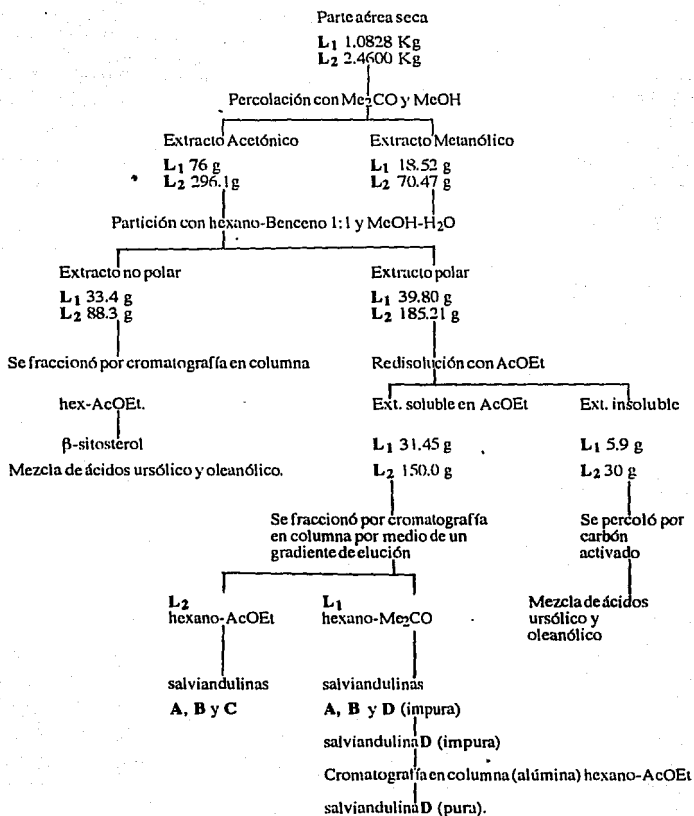 Parte aérea seca
L1 1.0828 Kg
L2 2.4600 Kg
Percolación con Me2CO y MeOH
Extracto Acetónico
L1 76 g
L2 296.1g
Extracto Metanólico
L1 18.52 g
L2 70.47 g
Partición con hexano-Benceno 1:1 y MeOH-H2O
Extracto no polar
L1 33.4 g
L2 88.3 g
Extracto polar
L1 39.80 g
L2 185.21 g
Se fraccionó por cromatografía en columna
Redisolución con AcOEt
hex-AcOEt.
β-sitosterol
Mezcla de ácidos ursólico y oleanólico.
Ext. soluble en AcOEt
L1 31.45 g
L2 150.0 g
Ext. insoluble
L1 5.9 g
L2 30 g
Se fraccionó por cromatografía
en columna por medio de un
gradiente de elución
Se percoló por
carbón
activado
L2
hexano-AcOEt
L1
hexano-Me2CO
Mezcla de ácidos
ursólico y
oleanólico
salviandulinas
A, B y C
salviandulinas
A, B y D (impura)
salviandulina D (impura)
Cromatografía en columna (alúmina) hexano-AcOEt
salviandulina D (pura).